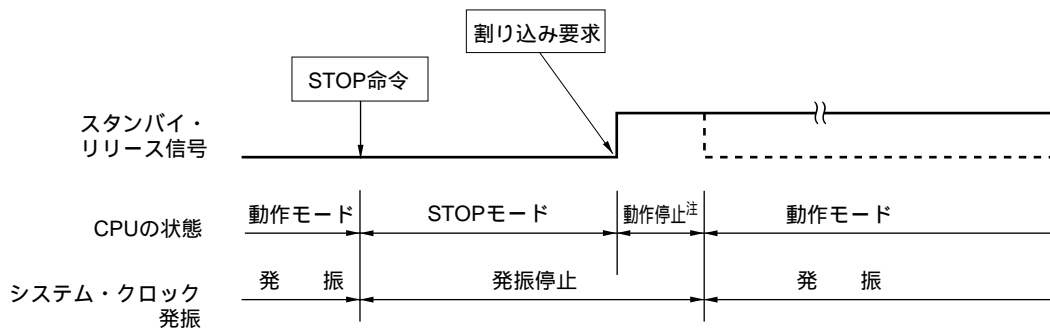 割り込み要求
STOP命令
スタンバイ・
リリース信号
CPUの状態
動作モード
STOPモード
動作停止注
動作モード
システム・クロック
発振
発　　振
発振停止
発　　振